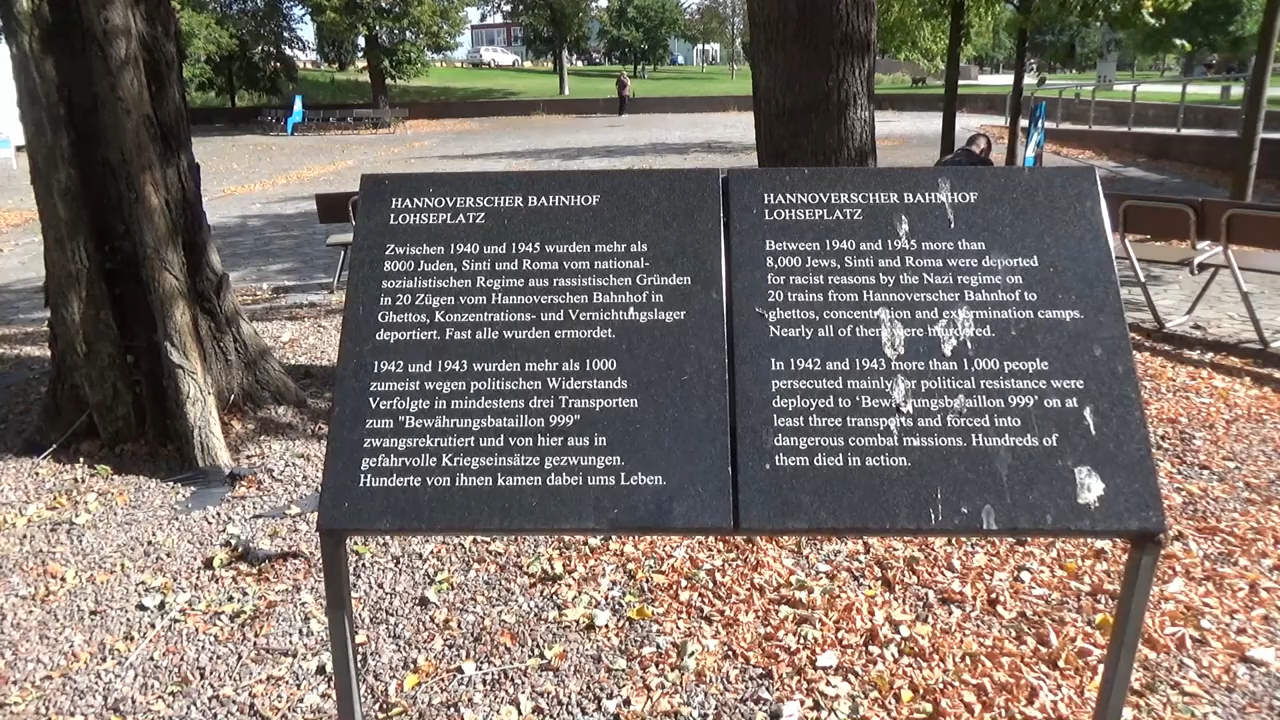 HANNOVERSCHER BAHNHOF
LOHSEPLATZ
Zwischen 1940 und 1945 wurden mehr als
8000 Juden, Sinti und Roma vom national-
sozialistischen Regime aus rassistischen Gründen
in 20 Zügen vom Hannoverschen Bahnhof in
Ghettos, Konzentrations- und Vernichtungslager
deportiert. Fast alle wurden ermordet.
1942 und 1943 wurden mehr als 1000
zumeist wegen politischen Widerstands
Verfolgte in mindestens drei Transporten
zum "Bewährungsbataillon 999"
zwangsrekrutiert und von hier aus in
gefahrvolle Kriegseinsätze gezwungen.
Hunderte von ihnen kamen dabei ums Leben.
HANNOVERSCHER BAHNHOF
LOHSEPLATZ
Between 1940 and 1945 more than
8,000 Jews, Sinti and Roma were deported
for racist reasons by the Nazi regime on
20 trains from Hannoverscher Bahnhof to
ghettos, concentration and extermination camps.
Nearly all of them were murdered.
In 1942 and 1943 more than 1,000 people
persecuted mainly for political resistance were
deployed to ‘Bewährungsbataillon 999’ on at
least three transports and forced into
dangerous combat missions. Hundreds of
them died in action.